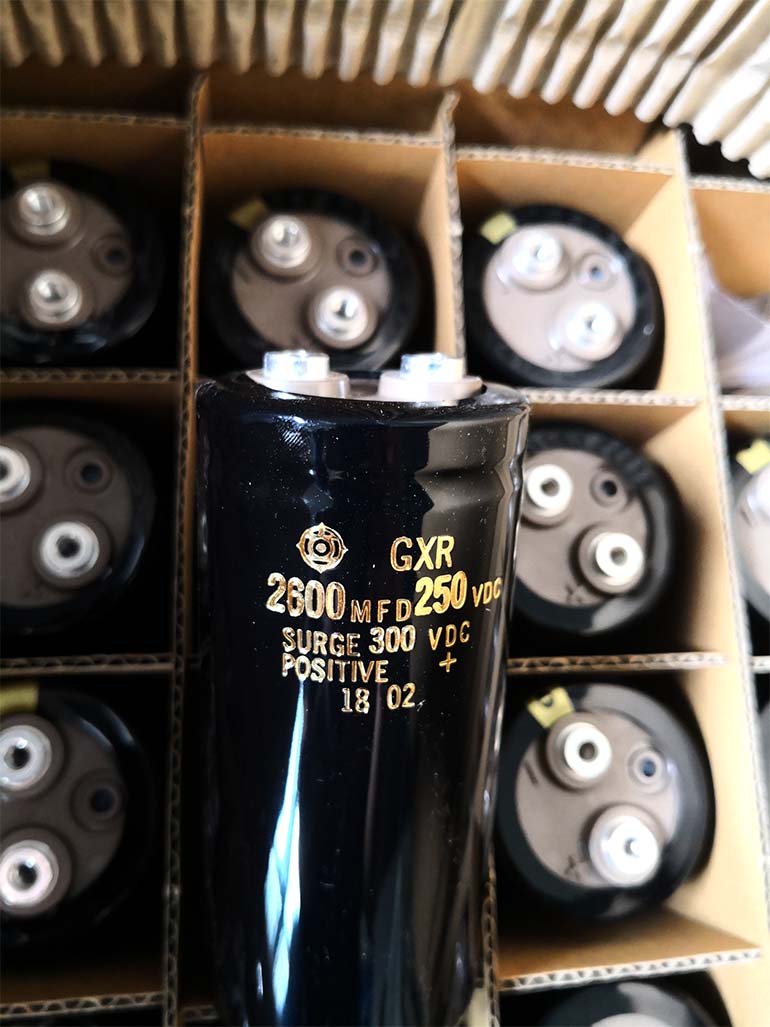 GXR
2600 MFD 250 VDC
SURGE 300 VDC
POSITIVE +
18 02